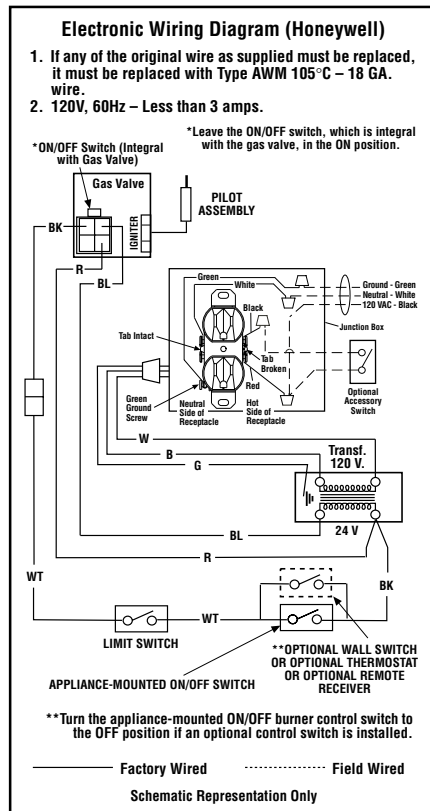 Electronic Wiring Diagram (Honeywell)
1. If any of the original wire as supplied must be replaced,
it must be replaced with Type AWM 105°C – 18 GA.
wire.
2. 120V, 60Hz – Less than 3 amps.
*Leave the ON/OFF switch, which is integral
with the gas valve, in the ON position.
*ON/OFF Switch (Integral
with Gas Valve)
Gas Valve
PILOT
ASSEMBLY
IGNITER
BK
R
BL
Green
White
Black
Ground - Green
Neutral - White
120 VAC - Black
Junction Box
Tab Intact
Tab
Broken
Red
Optional
Accessory
Switch
Green
Ground
Screw
Neutral
Side of
Receptacle
Hot
Side of
Receptacle
W
B
G
Transf.
120 V.
24 V
BL
R
WT
BK
WT
LIMIT SWITCH
APPLIANCE-MOUNTED ON/OFF SWITCH
**OPTIONAL WALL SWITCH
OR OPTIONAL THERMOSTAT
OR OPTIONAL REMOTE
RECEIVER
**Turn the appliance-mounted ON/OFF burner control switch to
the OFF position if an optional control switch is installed.
Factory Wired
Field Wired
Schematic Representation Only